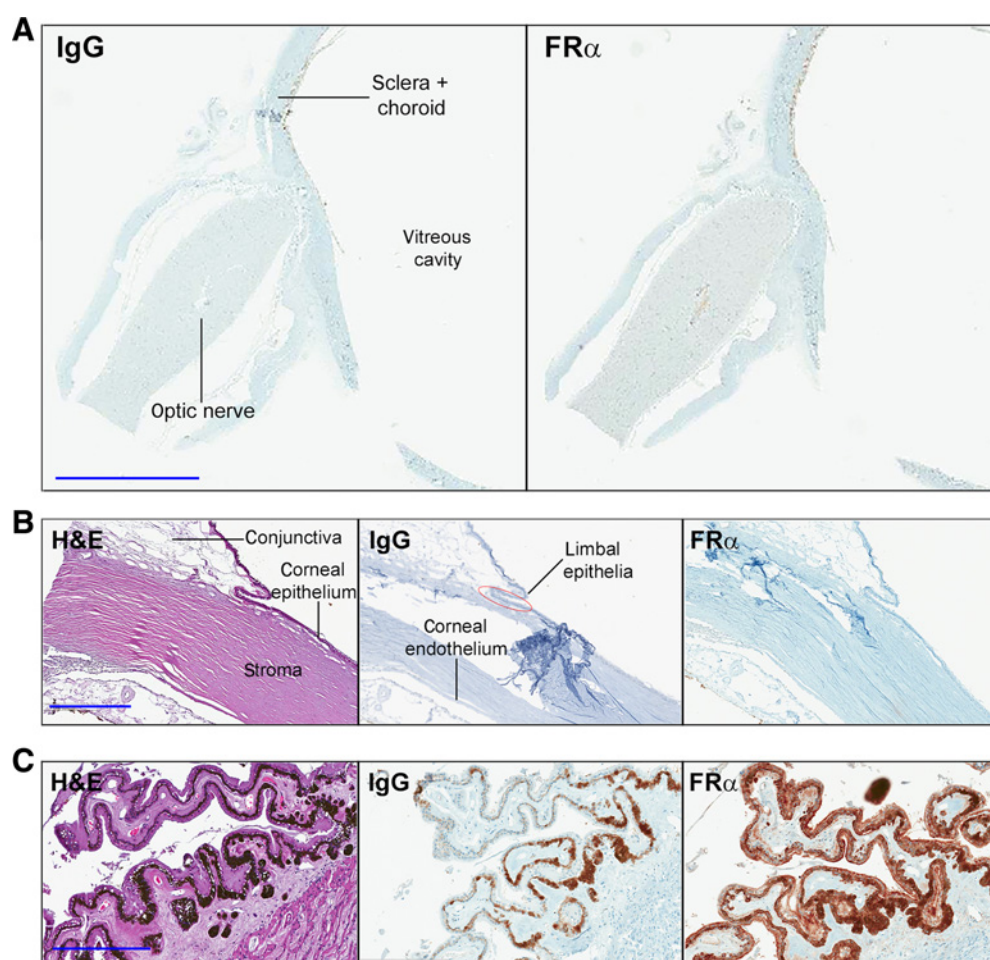 A
IgG
FRα
Sclera +
choroid
Vitreous
cavity
Optic nerve
B
H&E
IgG
FRα
Conjunctiva
Corneal
epithelium
Stroma
Limbal
epithelia
Corneal
endothelium
C
H&E
IgG
FRα